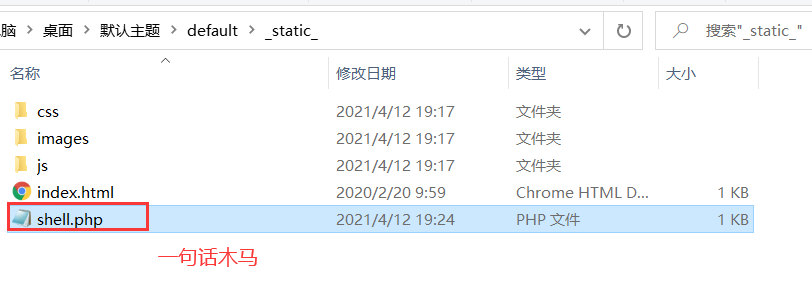 脑 > 桌面 > 默认主题 > default > _static_
搜索"_static_"
名称 修改日期 类型 大小
css 2021/4/12 19:17 文件夹
images 2021/4/12 19:17 文件夹
js 2021/4/12 19:17 文件夹
index.html 2020/2/20 9:59 Chrome HTML D... 1 KB
shell.php 2021/4/12 19:24 PHP 文件 1 KB
一句话木马